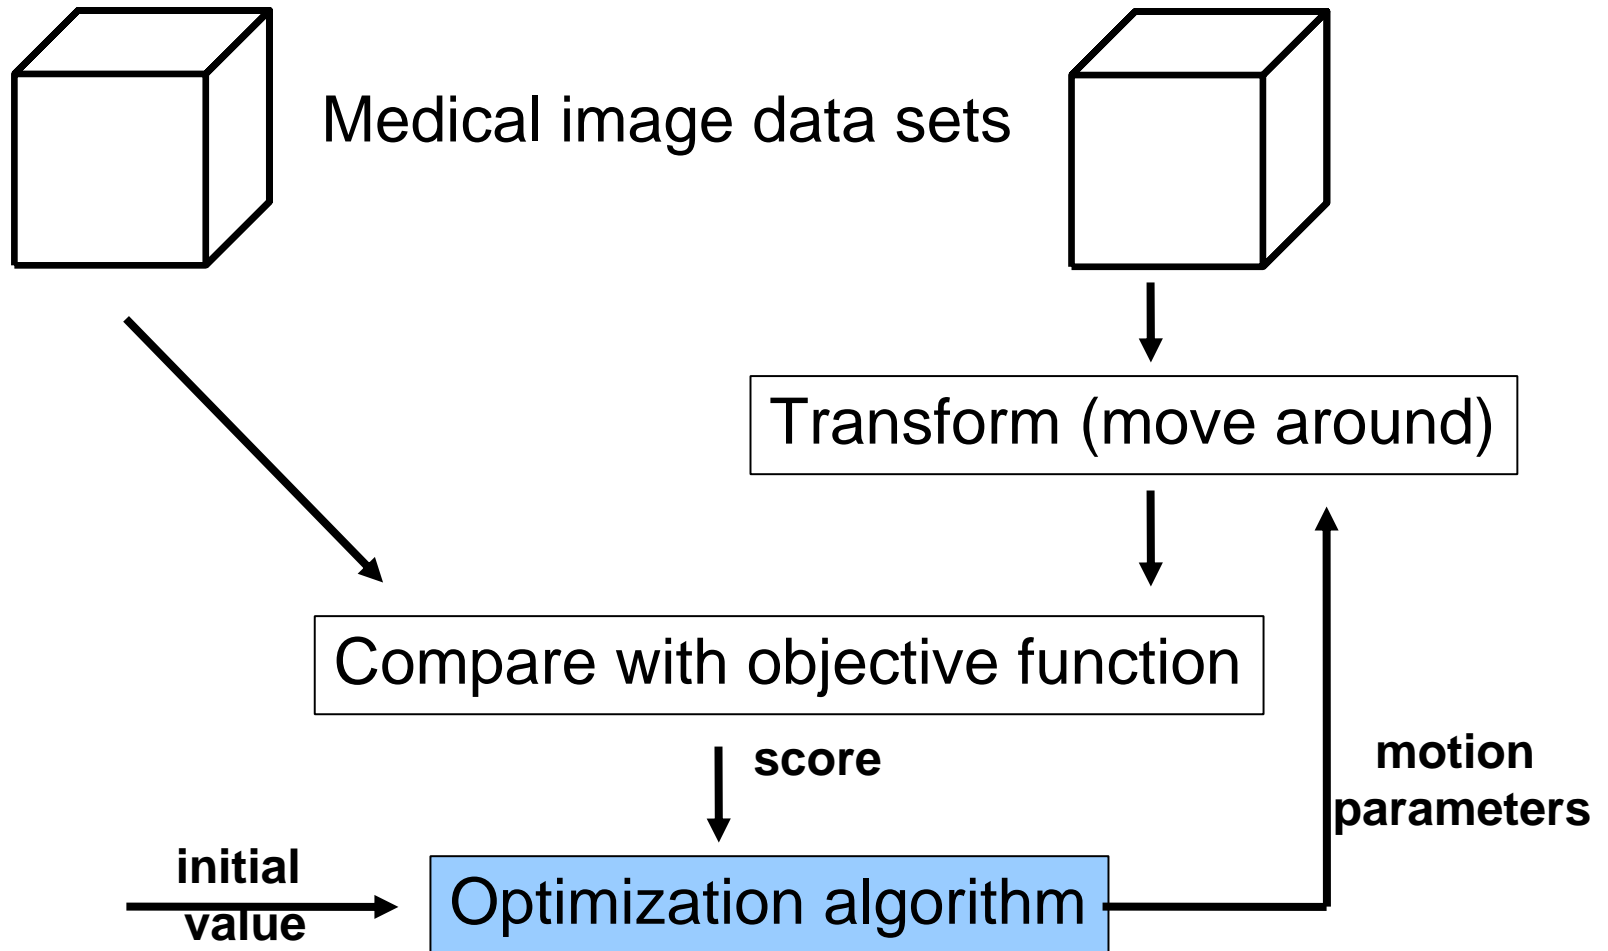 Medical image data sets
Transform (move around)
Compare with objective function
score
motion
parameters
initial
value
Optimization algorithm